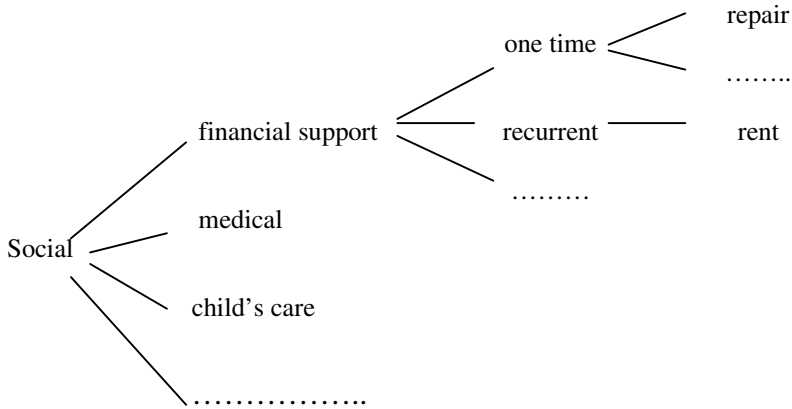 repair
one time
……..
financial support
recurrent
rent
………
medical
Social
child’s care
……………..